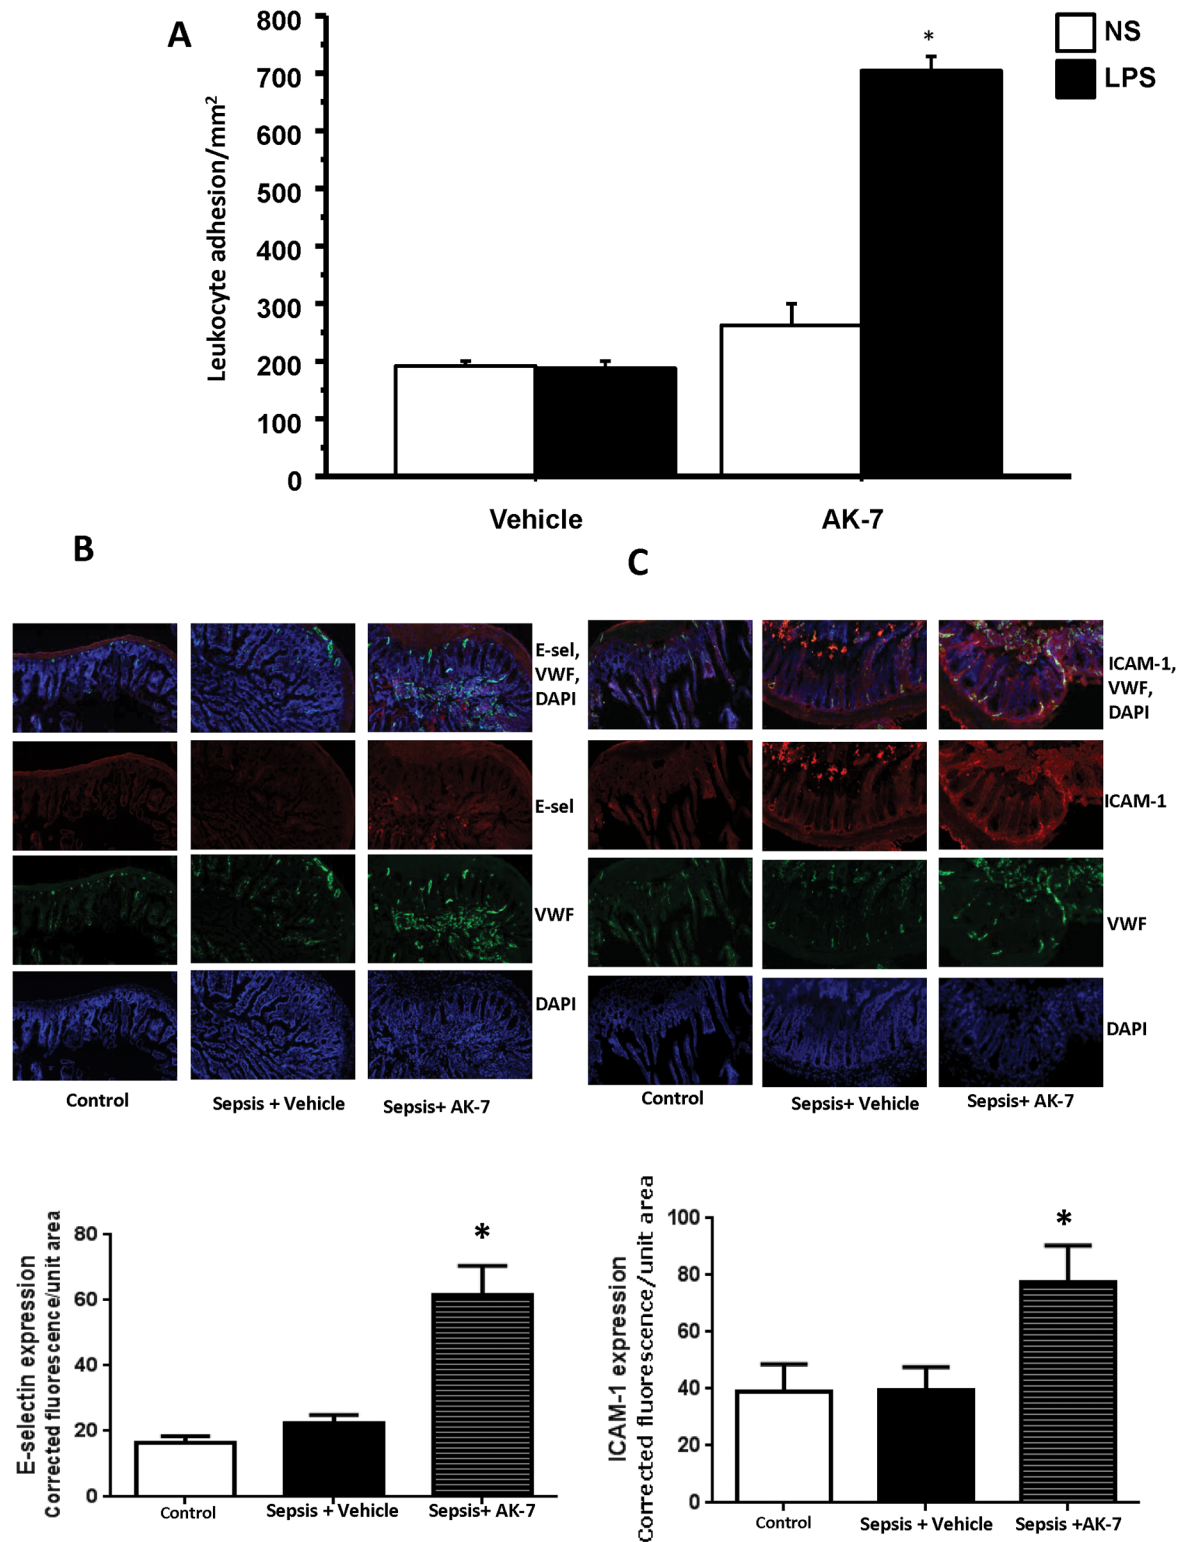 A
800
700
600
500
400
300
200
100
0
Leukocyte adhesion/mm²
*
NS
LPS
Vehicle
AK-7
B
E-sel,
VWF,
DAPI
E-sel
VWF
DAPI
Control
Sepsis + Vehicle
Sepsis+ AK-7
C
ICAM-1,
VWF,
DAPI
ICAM-1
VWF
DAPI
Control
Sepsis+ Vehicle
Sepsis+ AK-7
E-selectin expression
Corrected fluorescence/unit area
80
60
40
20
0
*
Control
Sepsis + Vehicle
Sepsis+ AK-7
ICAM-1 expression
Corrected fluorescence/unit area
100
80
60
40
20
0
*
Control
Sepsis + Vehicle
Sepsis +AK-7